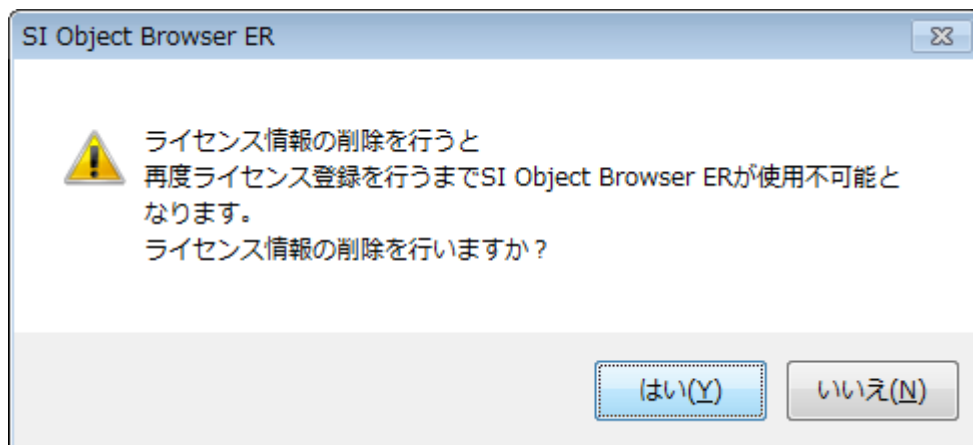 SI Object Browser ER
ライセンス情報の削除を行うと
再度ライセンス登録を行うまでSI Object Browser ERが使用不可能と
なります。
ライセンス情報の削除を行いますか？
はい(Y)
いいえ(N)